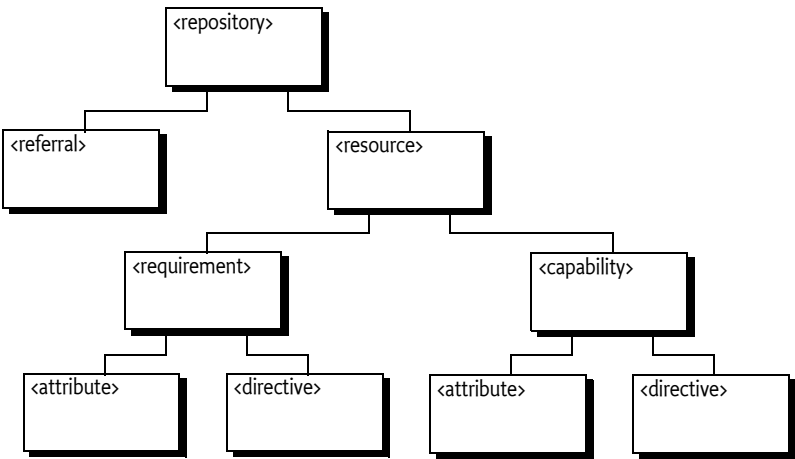 <repository>
<referral>
<resource>
<requirement>
<capability>
<attribute>
<directive>
<attribute>
<directive>